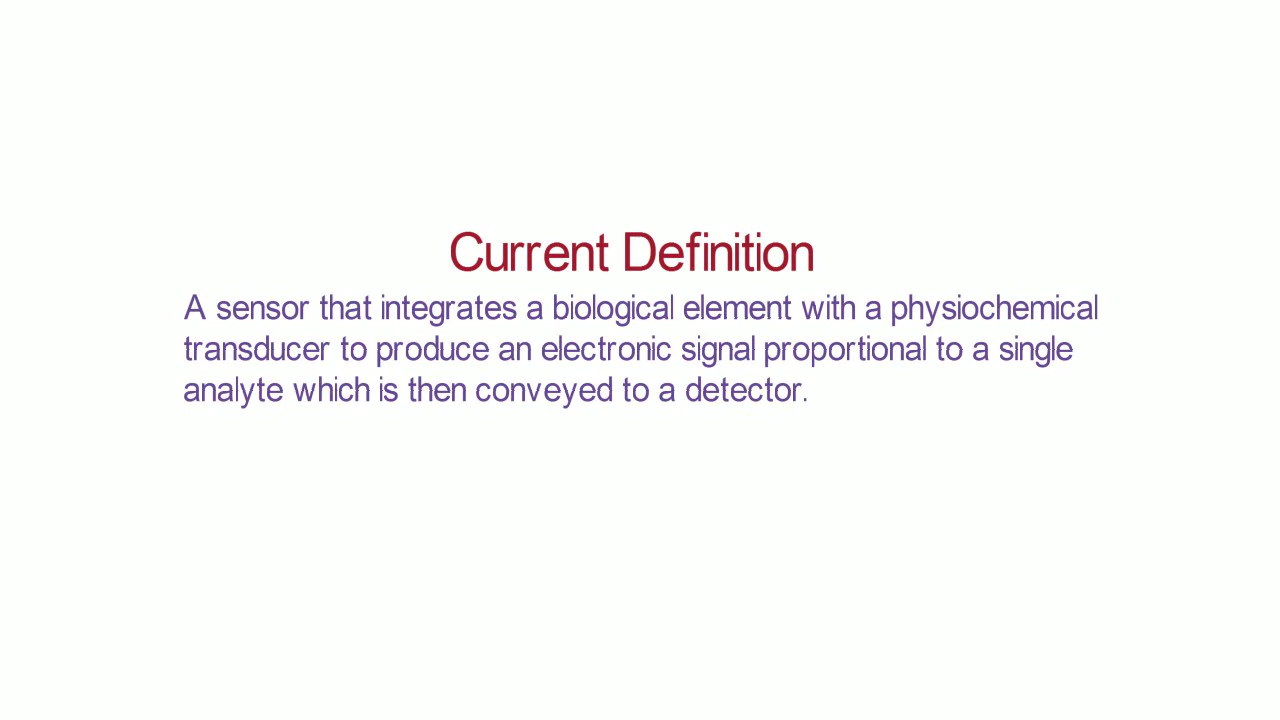 Current Definition
A sensor that integrates a biological element with a physiochemical
transducer to produce an electronic signal proportional to a single
analyte which is then conveyed to a detector.